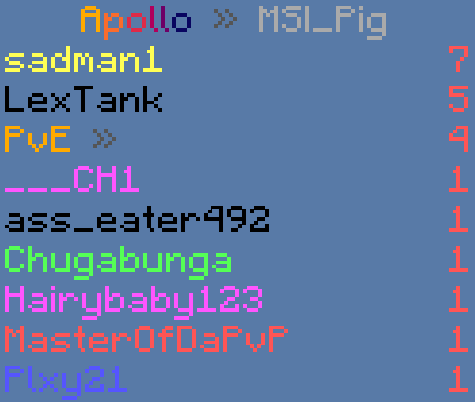 Apollo » MSI_Pig
sadman1 7
LexTank 5
PvE » 4
___CH1 1
ass_eater492 1
Chugabunga 1
Hairybaby123 1
MasterOfDaPvP 1
Plxy21 1